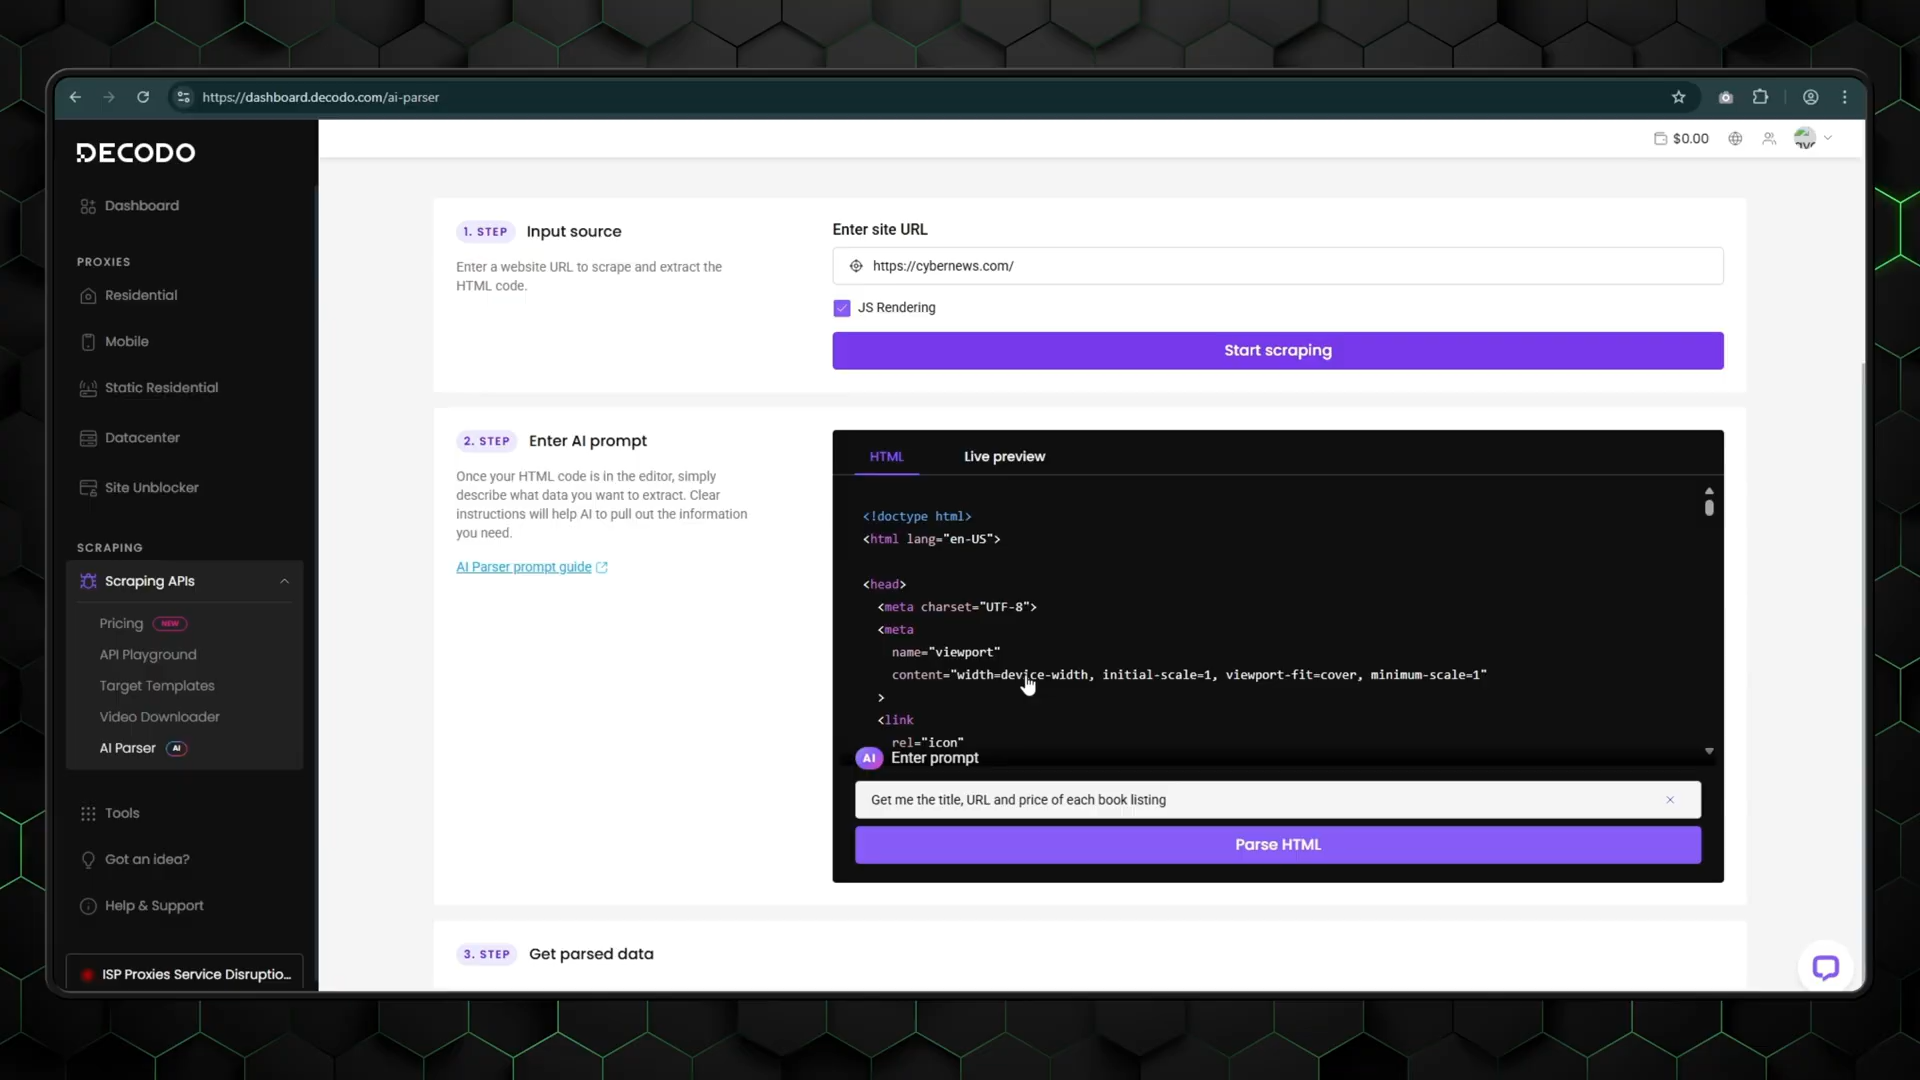 https://dashboard.decodo.com/ai-parser
DECODO
$0.00
Dashboard
PROXIES
Residential
Mobile
Static Residential
Datacenter
Site Unblocker
SCRAPING
Scraping APIs
Pricing NEW
API Playground
Target Templates
Video Downloader
AI Parser AI
Tools
Got an idea?
Help & Support
ISP Proxies Service Disruptio...
1. STEP Input source
Enter a website URL to scrape and extract the
HTML code.
Enter site URL
https://cybernews.com/
JS Rendering
Start scraping
2. STEP Enter AI prompt
Once your HTML code is in the editor, simply
describe what data you want to extract. Clear
instructions will help AI to pull out the information
you need.
AI Parser prompt guide
HTML Live preview
<!doctype html>
<html lang="en-US">
<head>
<meta charset="UTF-8">
<meta
name="viewport"
content="width=device-width, initial-scale=1, viewport-fit=cover, minimum-scale=1"
>
<link
rel="icon"
AI Enter prompt
Get me the title, URL and price of each book listing
Parse HTML
3. STEP Get parsed data